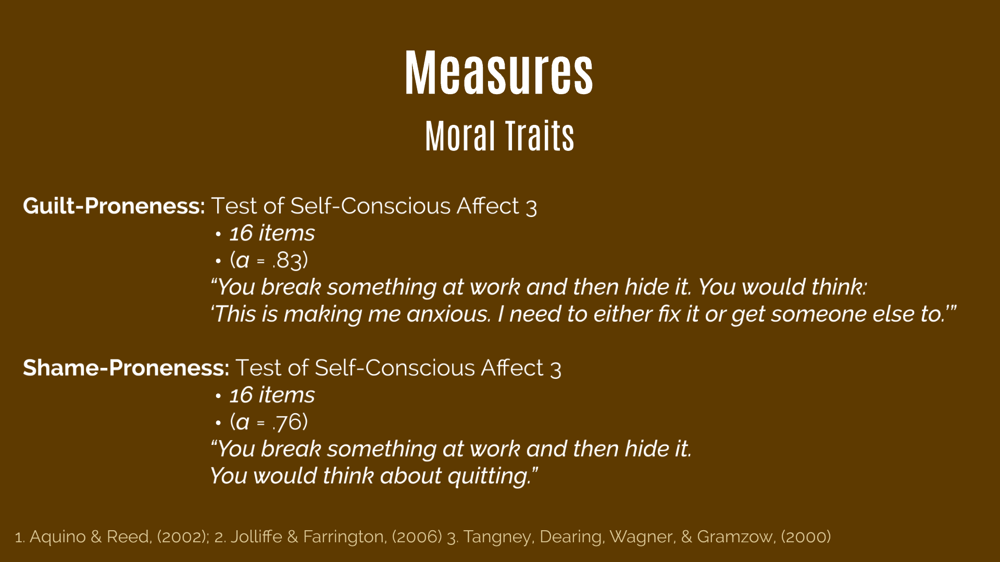 Measures
Moral Traits
Guilt-Proneness: Test of Self-Conscious Affect 3
• 16 items
• (α = .83)
“You break something at work and then hide it. You would think:
‘This is making me anxious. I need to either fix it or get someone else to.’”
Shame-Proneness: Test of Self-Conscious Affect 3
• 16 items
• (α = .76)
“You break something at work and then hide it.
You would think about quitting.”
1. Aquino & Reed, (2002); 2. Jolliffe & Farrington, (2006) 3. Tangney, Dearing, Wagner, & Gramzow, (2000)